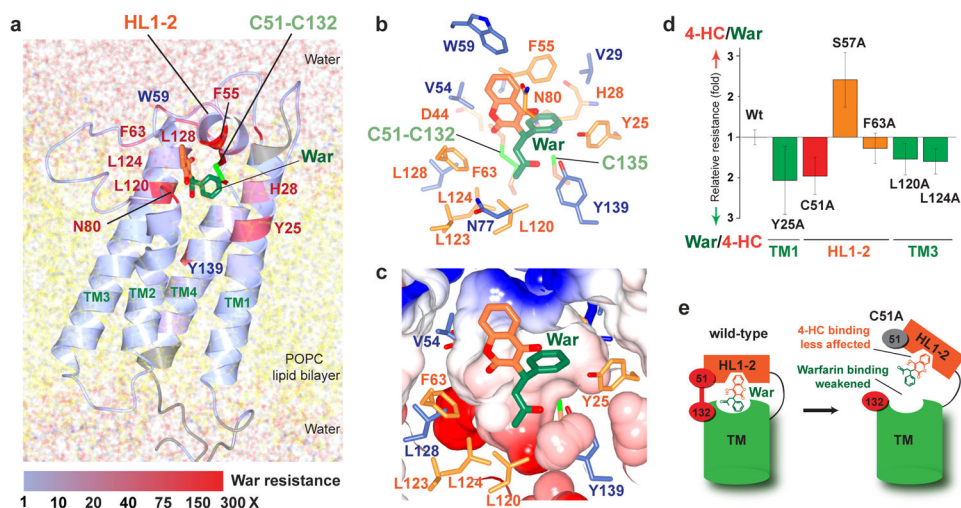 a
HL1-2
C51-C132
Water
W59
F55
F63
L128
L124
War
L120
H28
N80
Y25
Y139
TM3
TM2
TM4
TM1
POPC
lipid bilayer
Water
War resistance
1 10 20 40 75 150 300 X
b
W59
F55
V29
V54
N80
H28
D44
Y25
C51-C132
War
C135
L128
F63
L124
Y139
L123
N77
L120
c
V54
War
F63
Y25
L128
L123
L124
L120
Y139
d
4-HC/War
S57A
3
2
Wt
F63A
1
Relateive resistance (fold)
2
L120A
L124A
C51A
3
Y25A
War/4-HC
TM1
HL1-2
TM3
e
C51A
wild-type
51
HL1-2
4-HC binding
less affected
HL1-2
51
War
Warfarin binding
weakened
132
132
TM
TM